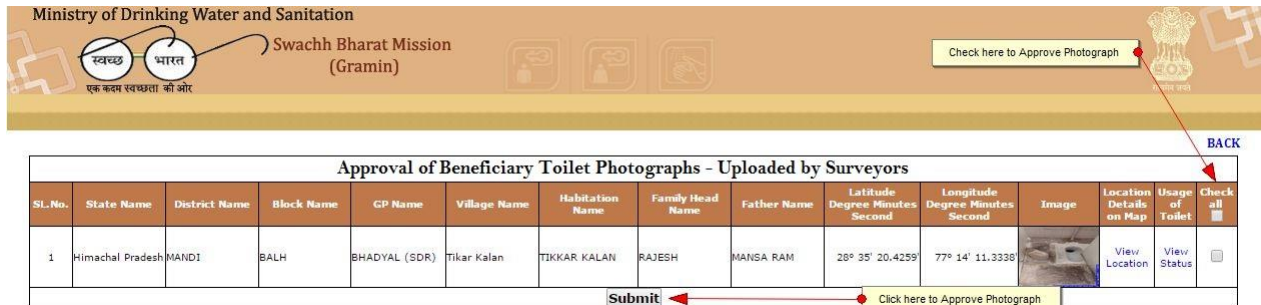 Ministry of Drinking Water and Sanitation
स्वच्छ भारत
एक कदम स्वच्छता की ओर
Swachh Bharat Mission
(Gramin)
Check here to Approve Photograph
BACK
Approval of Beneficiary Toilet Photographs - Uploaded by Surveyors
SL.No. State Name District Name Block Name GP Name Village Name Habitation Name Family Head Name Father Name Latitude Degree Minutes Second Longitude Degree Minutes Second Image Location Details on Map Usage of Toilet Check all
1 Himachal Pradesh MANDI BALH BHADYAL (SDR) Tikar Kalan TIKKAR KALAN RAJESH MANSA RAM 28° 35' 20.4259' 77° 14' 11.3338' View Location View Status
Submit
Click here to Approve Photograph